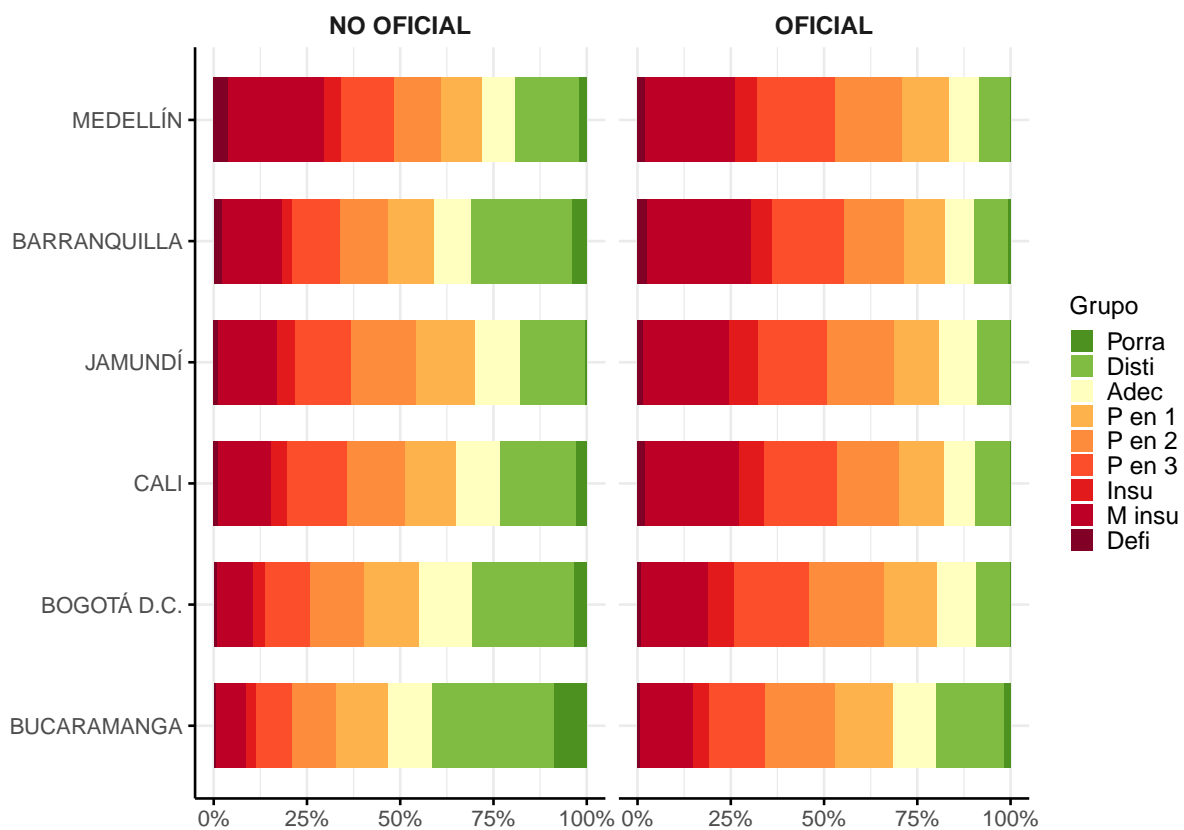 NO OFICIAL
OFICIAL
MEDELLÍN
BARRANQUILLA
JAMUNDÍ
CALI
BOGOTÁ D.C.
BUCARAMANGA
0% 25% 50% 75% 100%
0% 25% 50% 75% 100%
Grupo
Porra
Disti
Adec
P en 1
P en 2
P en 3
Insu
M insu
Defi